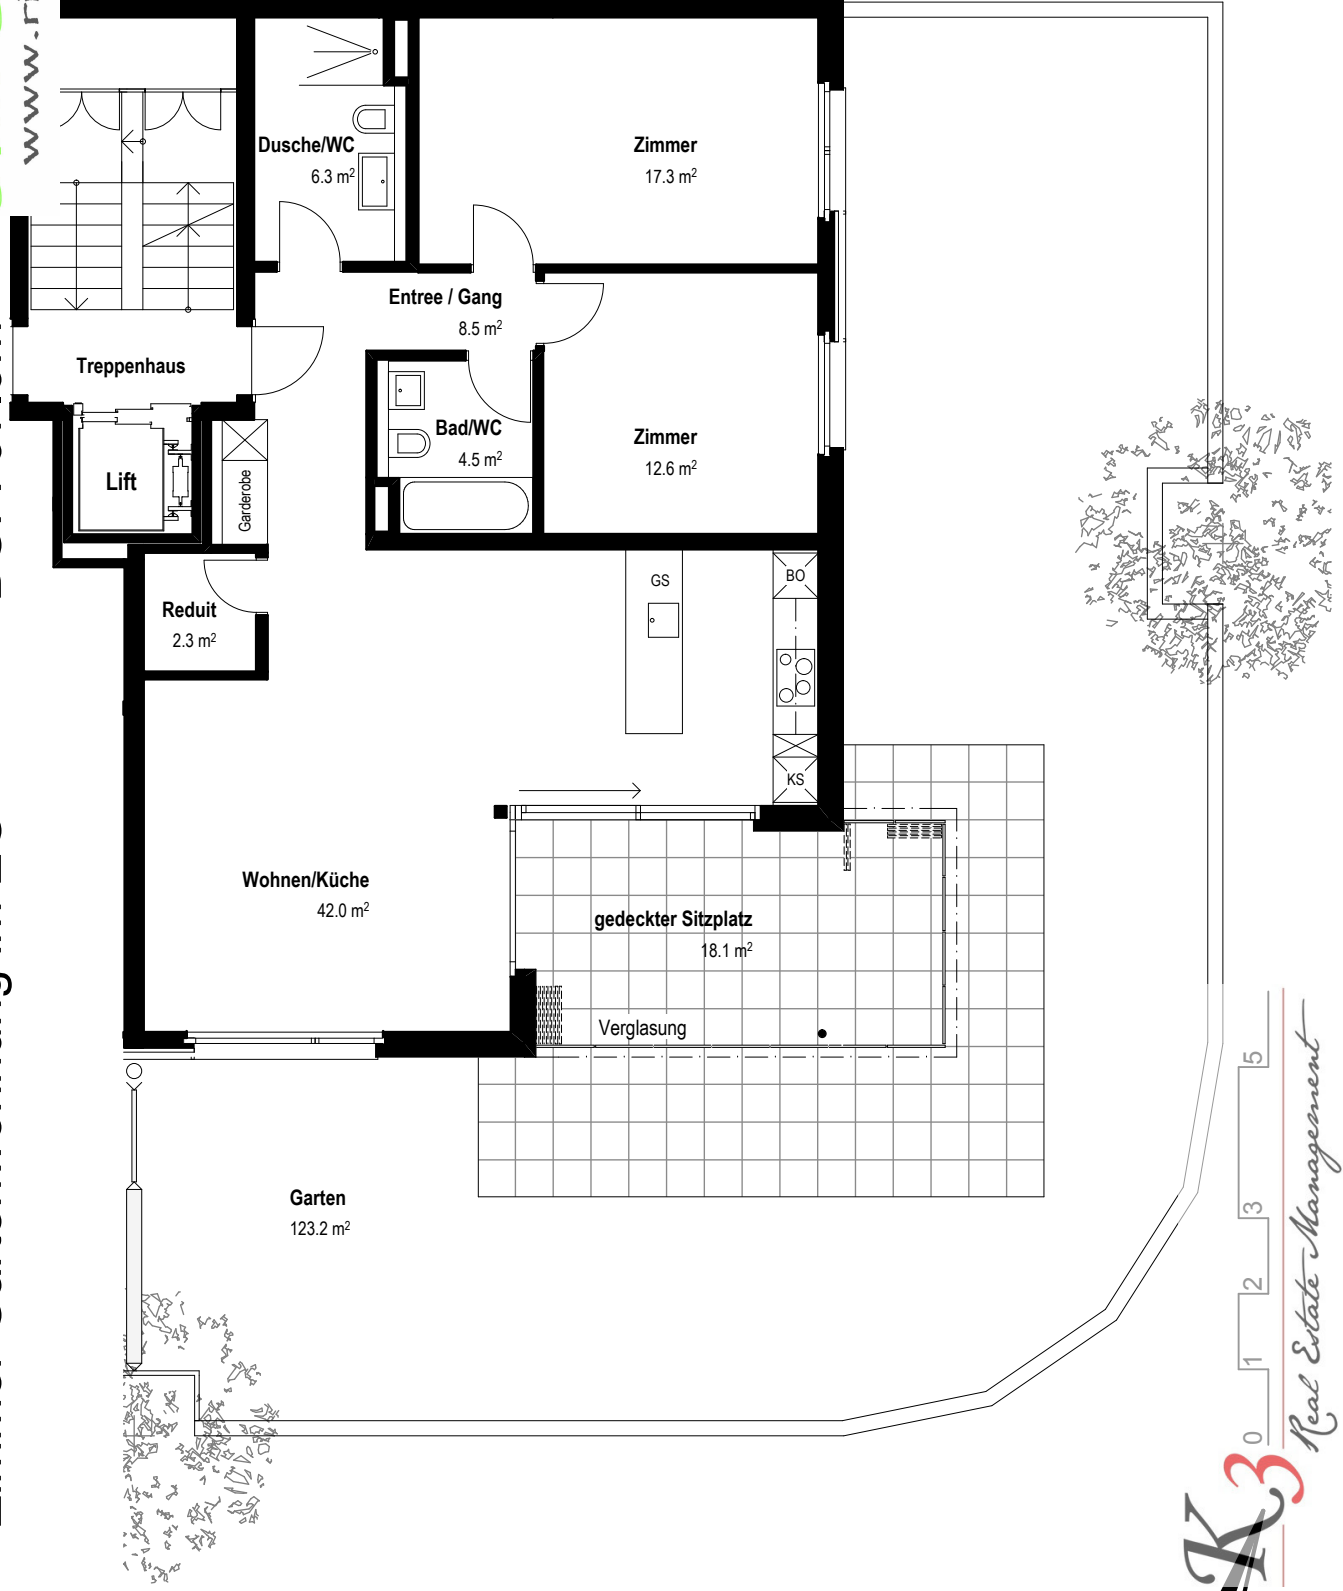 www.r
Dusche/WC
6.3 m²
Zimmer
17.3 m²
Entree / Gang
8.5 m²
Treppenhaus
Lift
Garderobe
Bad/WC
4.5 m²
Zimmer
12.6 m²
Reduit
2.3 m²
GS
BO
KS
Wohnen/Küche
42.0 m²
gedeckter Sitzplatz
18.1 m²
Verglasung
Garten
123.2 m²
0 1 2 3 5
K3
Real Estate Management